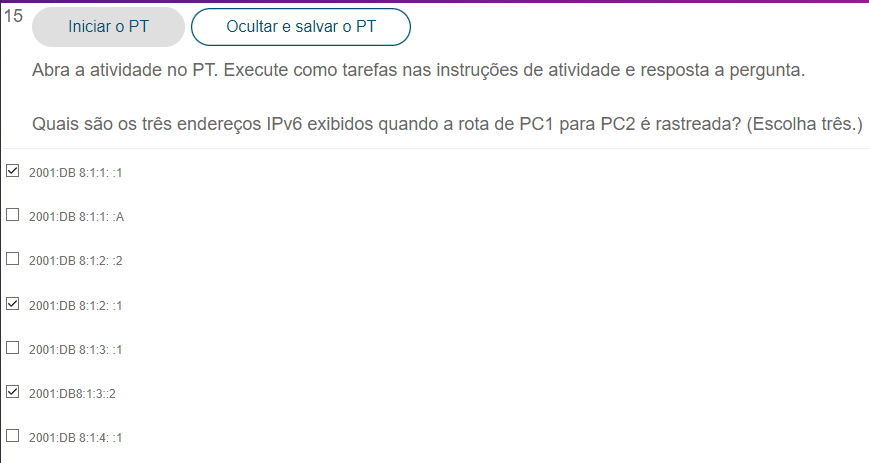 15
Iniciar o PT Ocultar e salvar o PT
Abra a atividade no PT. Execute como tarefas nas instruções de atividade e resposta a pergunta.
Quais são os três endereços IPv6 exibidos quando a rota de PC1 para PC2 é rastreada? (Escolha três.)
2001:DB 8:1:1: :1
2001:DB 8:1:1: :A
2001:DB 8:1:2: :2
2001:DB 8:1:2: :1
2001:DB 8:1:3: :1
2001:DB8:1:3::2
2001:DB 8:1:4: :1